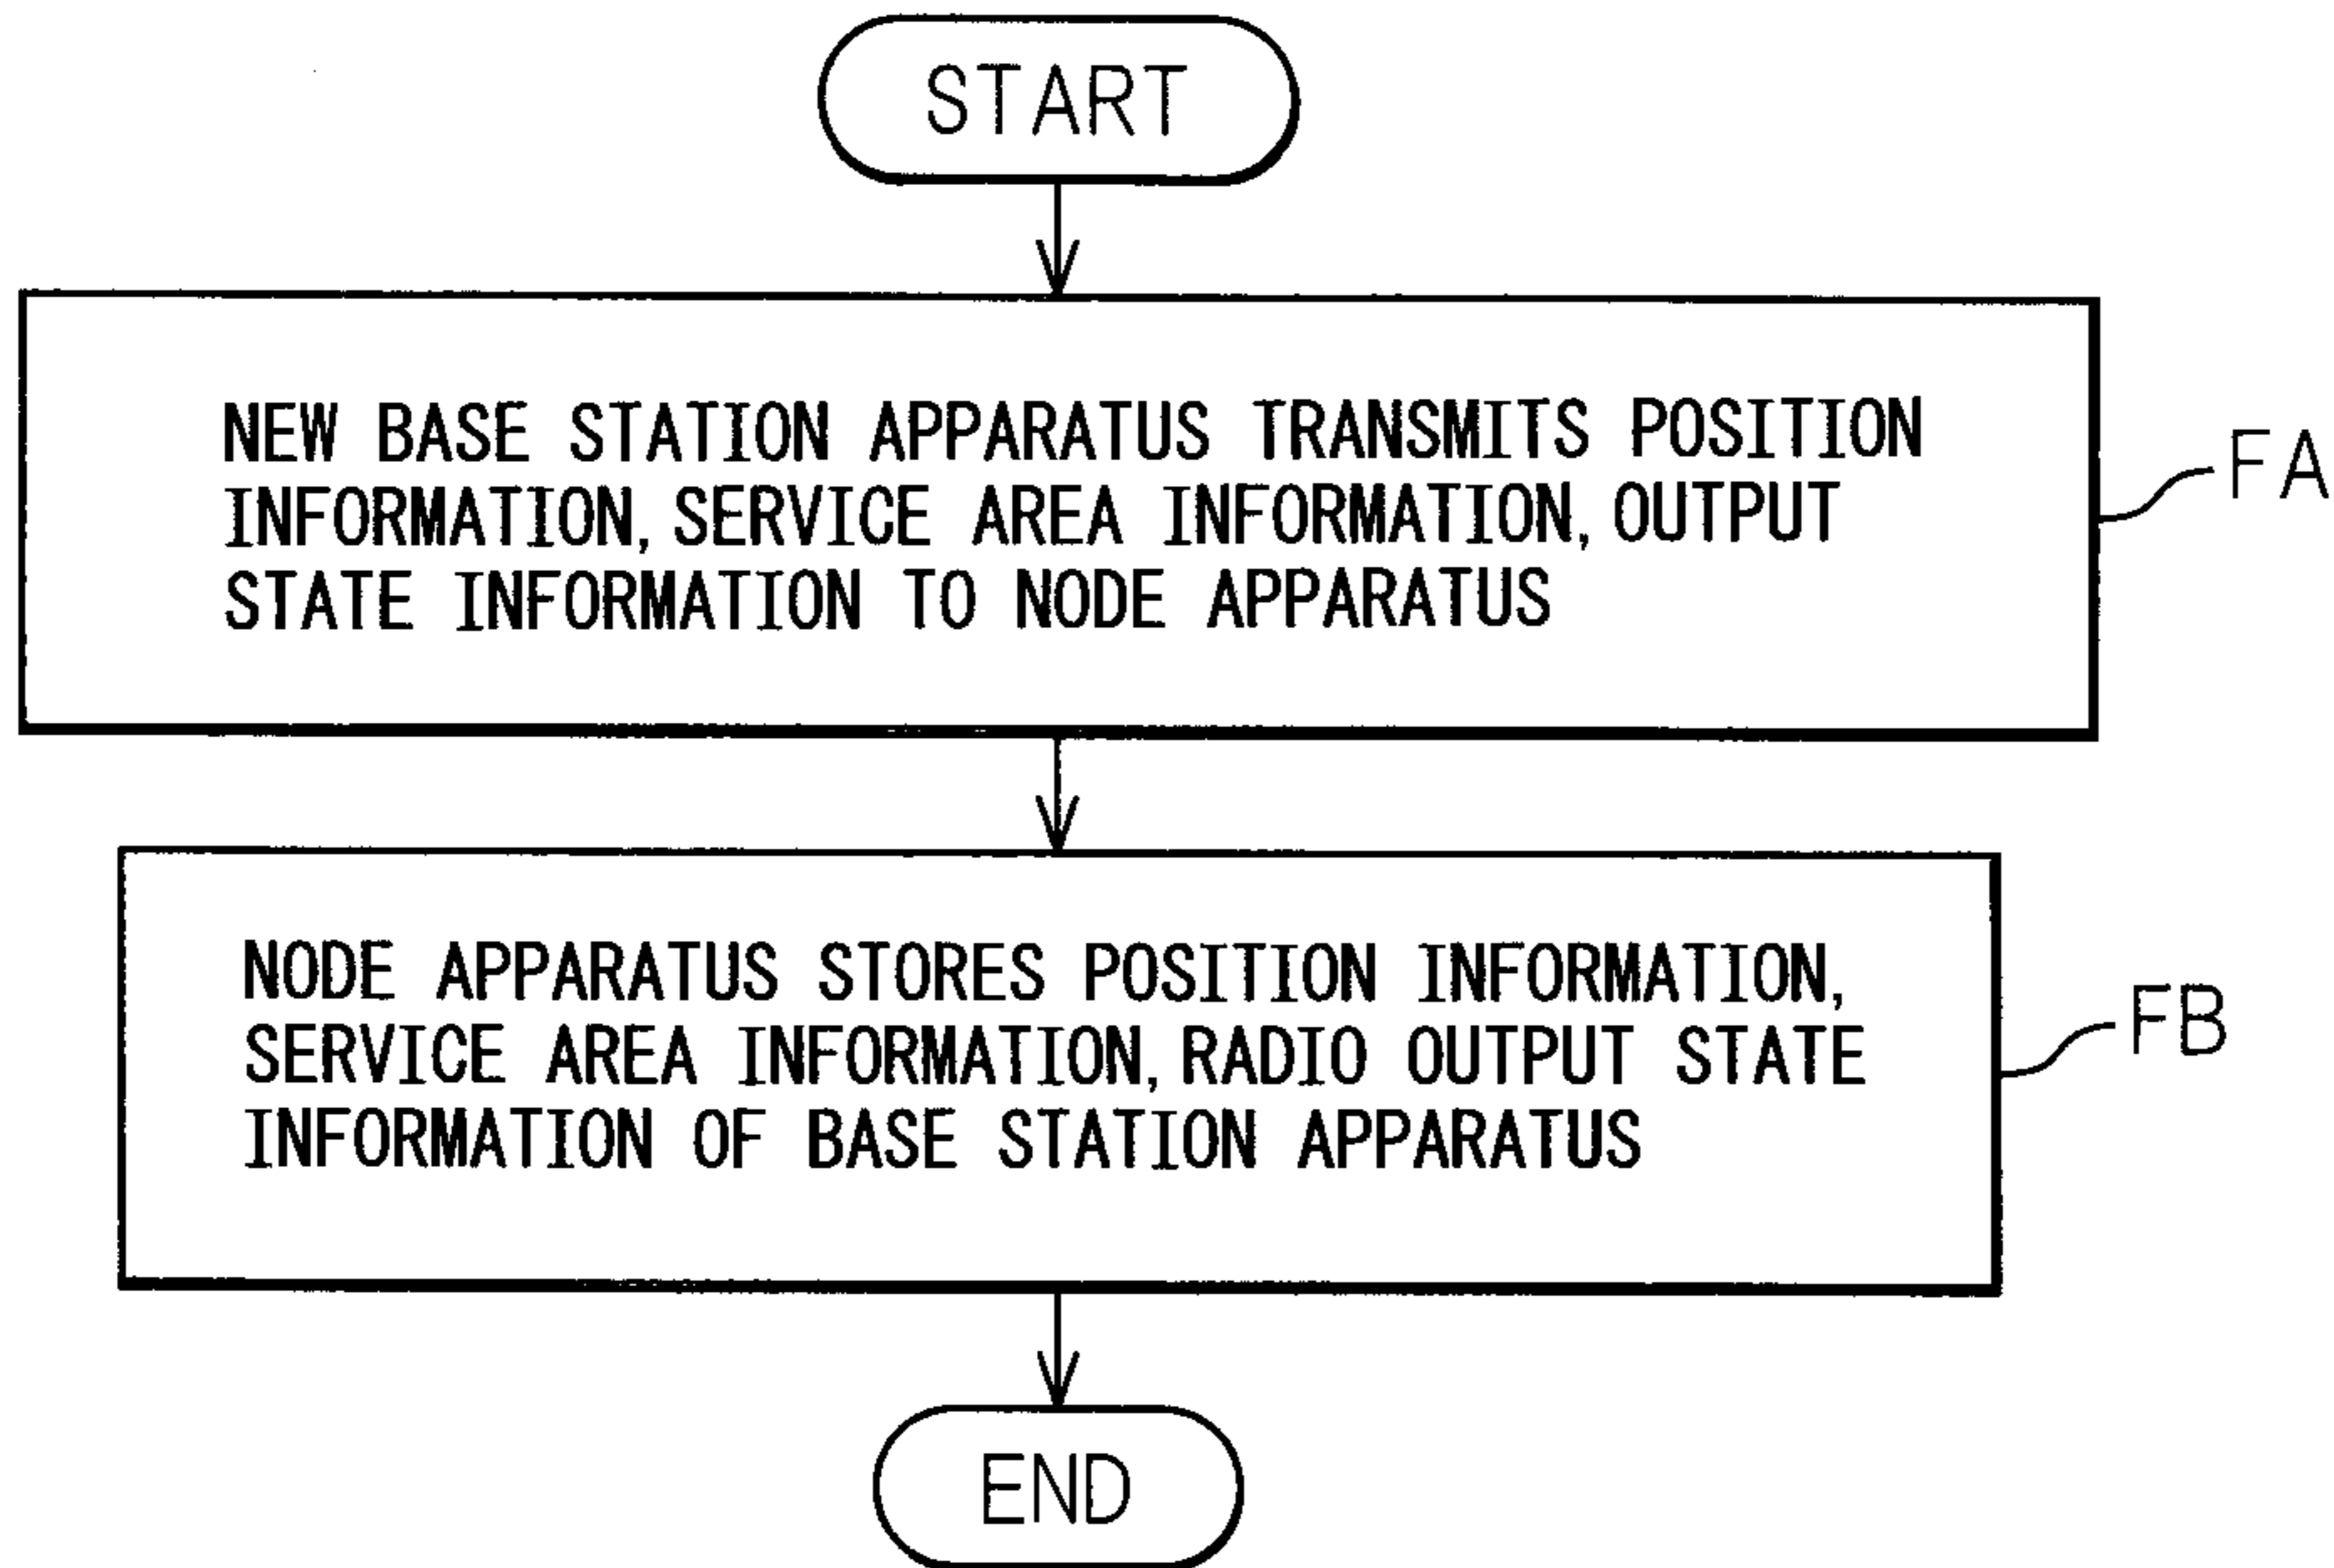 START
NEW BASE STATION APPARATUS TRANSMITS POSITION
INFORMATION, SERVICE AREA INFORMATION, OUTPUT
STATE INFORMATION TO NODE APPARATUS
FA
NODE APPARATUS STORES POSITION INFORMATION,
SERVICE AREA INFORMATION, RADIO OUTPUT STATE
INFORMATION OF BASE STATION APPARATUS
FB
END